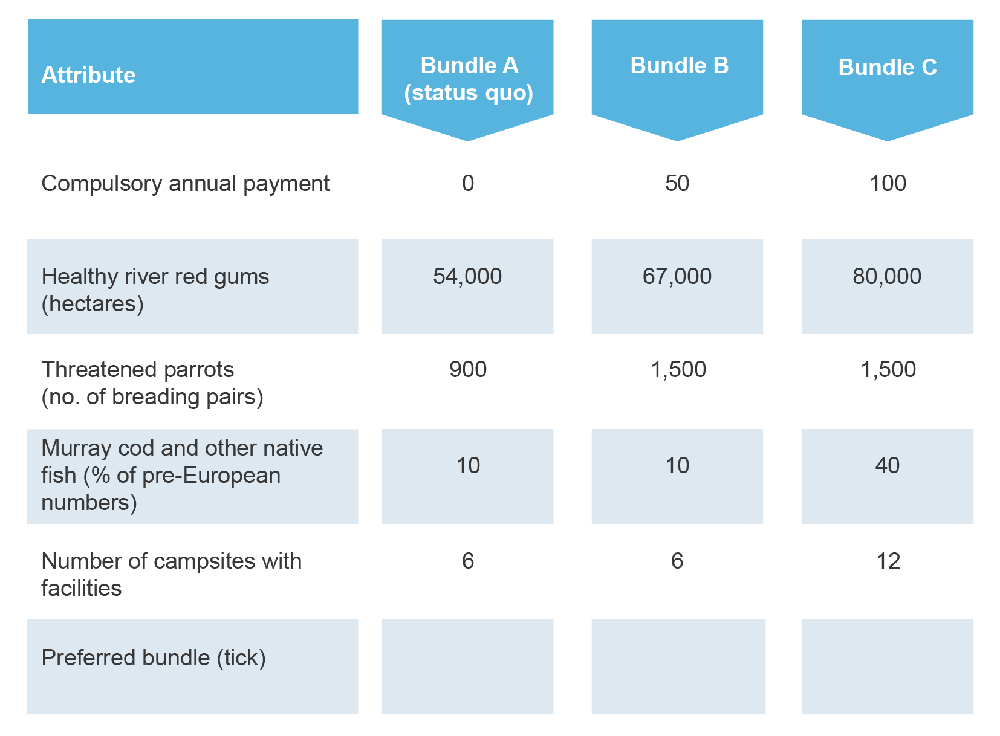 Attribute
Bundle A
(status quo)
Bundle B
Bundle C
Compulsory annual payment
0
50
100
Healthy river red gums
(hectares)
54,000
67,000
80,000
Threatened parrots
(no. of breading pairs)
900
1,500
1,500
Murray cod and other native
fish (% of pre-European
numbers)
10
10
40
Number of campsites with
facilities
6
6
12
Preferred bundle (tick)